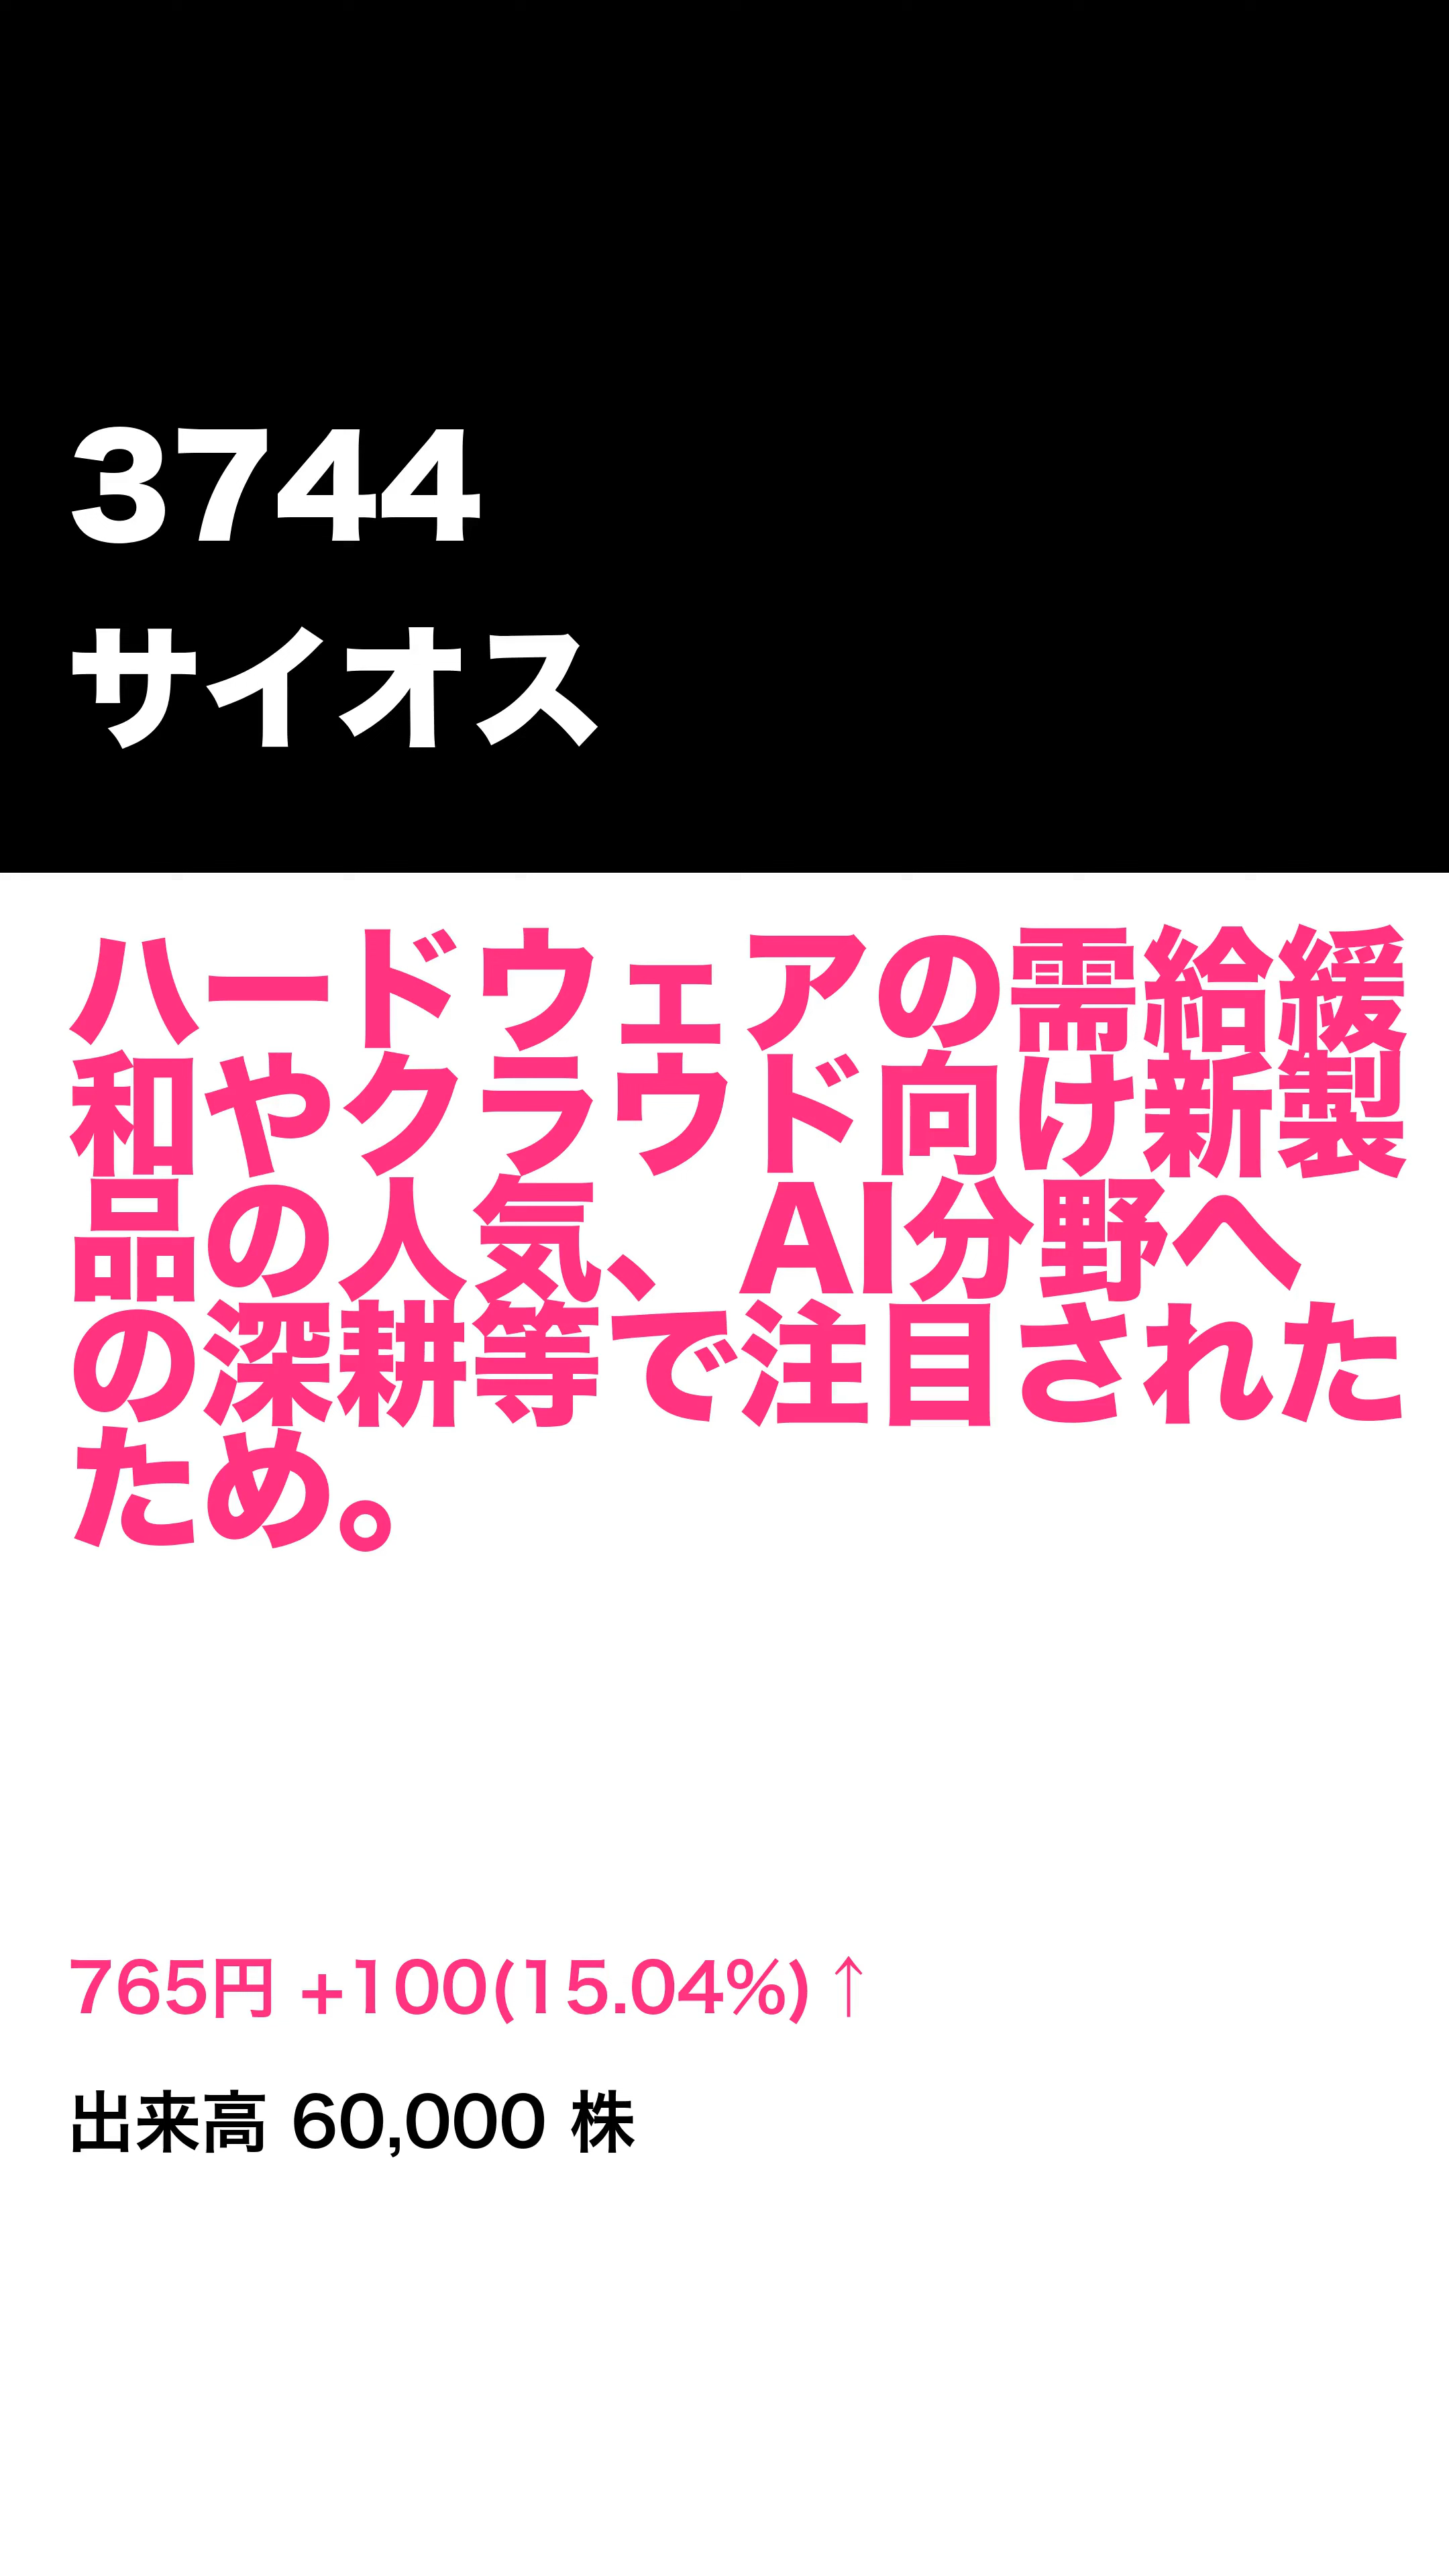 3744
サイオス
ハードウェアの需給緩
和やクラウド向け新製
品の人気、AI分野へ
の深耕等で注目された
ため。
765円 +100(15.04%)↑
出来高 60,000 株